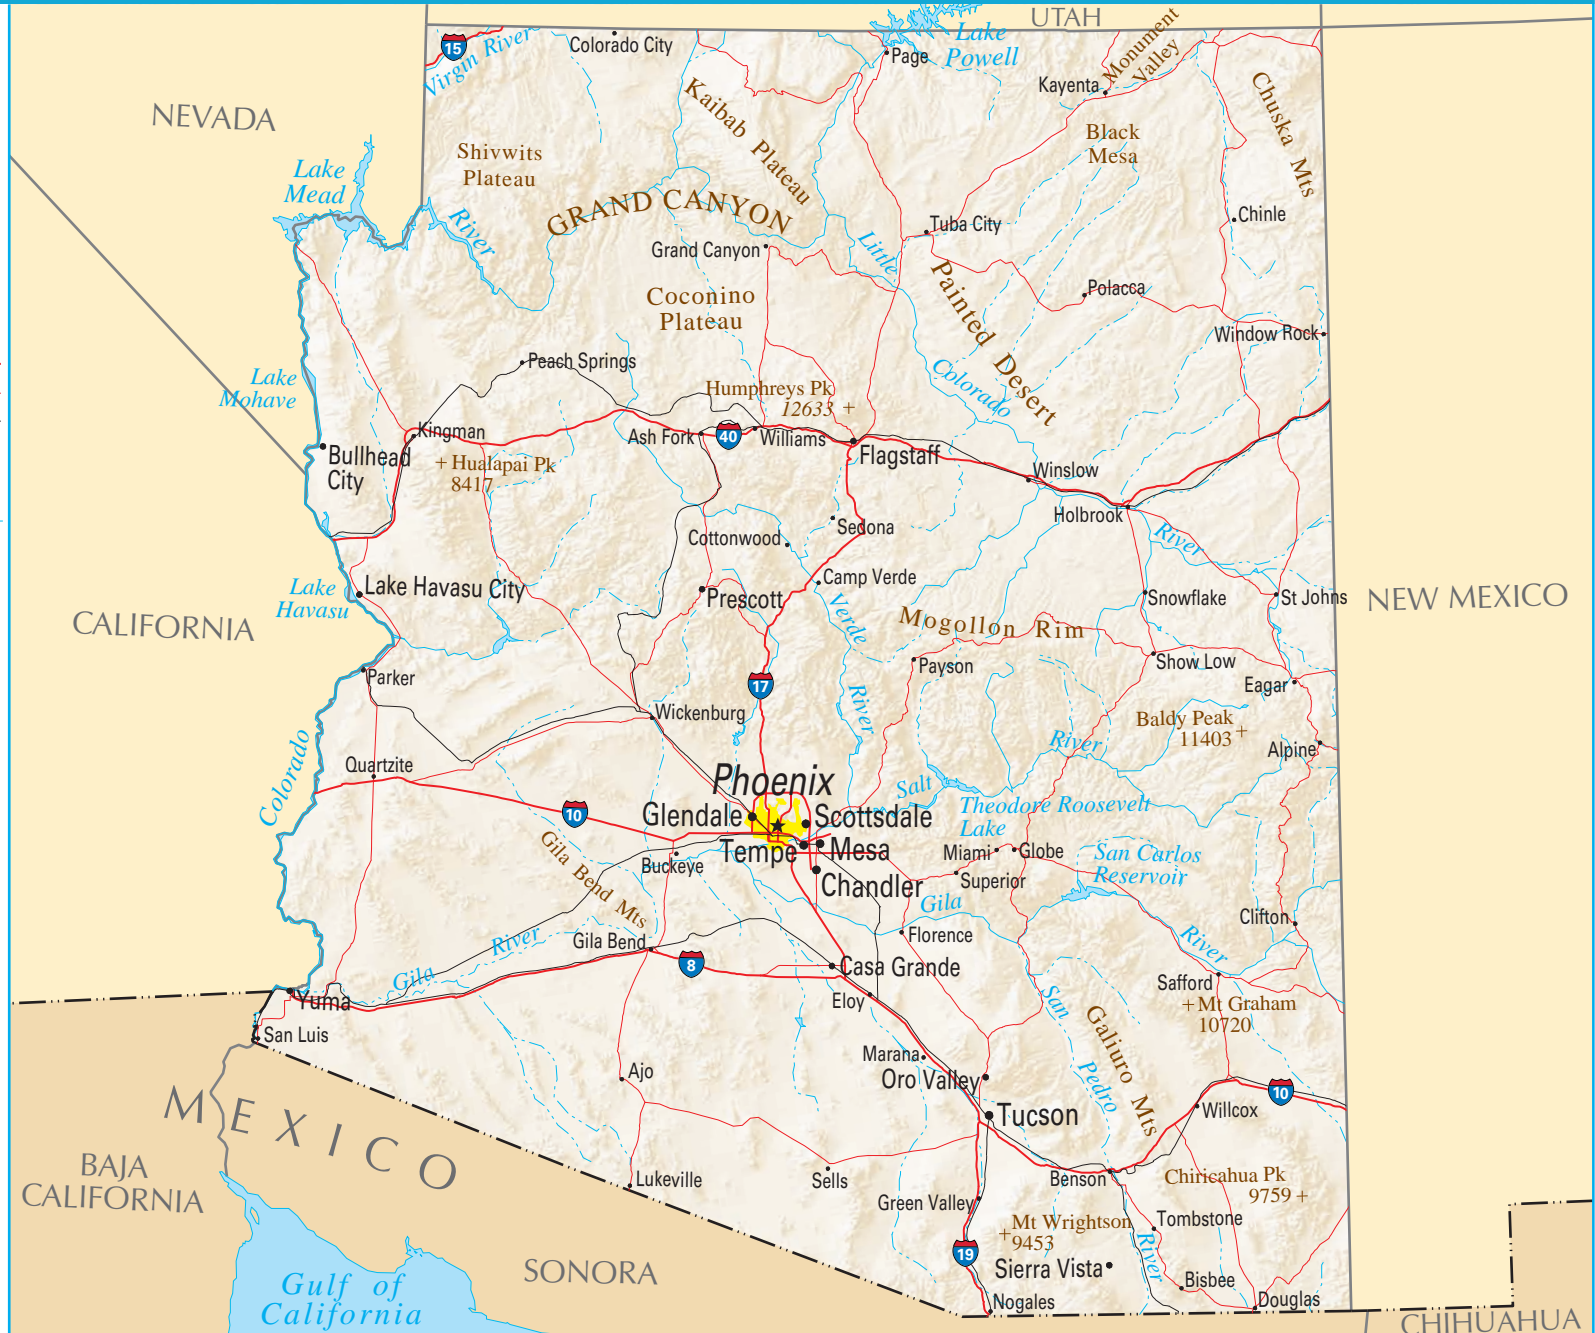 UTAH
15
Virgin River
Colorado City
Lake
Powell
Page
Monument
Valley
Kayenta
NEVADA
Kaibab Plateau
Chuska Mts
Black
Mesa
Shivwits
Plateau
Lake
Mead
River
GRAND CANYON
Grand Canyon
Little
Tuba City
Chinle
Painted Desert
Polacca
Coconino
Plateau
Window Rock
Peach Springs
Lake
Mohave
Humphreys Pk
12633 +
Colorado
Kingman
Ash Fork
40
Williams
Flagstaff
Bullhead
City
+ Hualapai Pk
8417
Winslow
Holbrook
River
Sedona
Cottonwood
Camp Verde
Lake
Havasu
Lake Havasu City
Prescott
Verde
Snowflake
St Johns
NEW MEXICO
CALIFORNIA
Mogollon Rim
Payson
Show Low
Eagar
Parker
17
River
Wickenburg
Baldy Peak
11403 +
Alpine
River
Colorado
Quartzite
Phoenix
Salt
10
Glendale
Scottsdale
Theodore Roosevelt
Lake
Tempe
Mesa
Miami
Globe
San Carlos
Reservoir
Gila Bend Mts
Buckeye
Chandler
Superior
Gila
Clifton
Florence
River
River
Gila Bend
8
Casa Grande
Gila
Safford
Yuma
Eloy
San
+ Mt Graham
10720
San Luis
Galiuro Mts
Marana
Oro Valley
Ajo
Pedro
10
MEXICO
Tucson
Willcox
BAJA
CALIFORNIA
Lukeville
Sells
Benson
Chiricahua Pk
9759 +
Green Valley
Mt Wrightson
+ 9453
Tombstone
19
River
SONORA
Sierra Vista
Gulf of
California
Bisbee
Nogales
Douglas
CHIHUAHUA